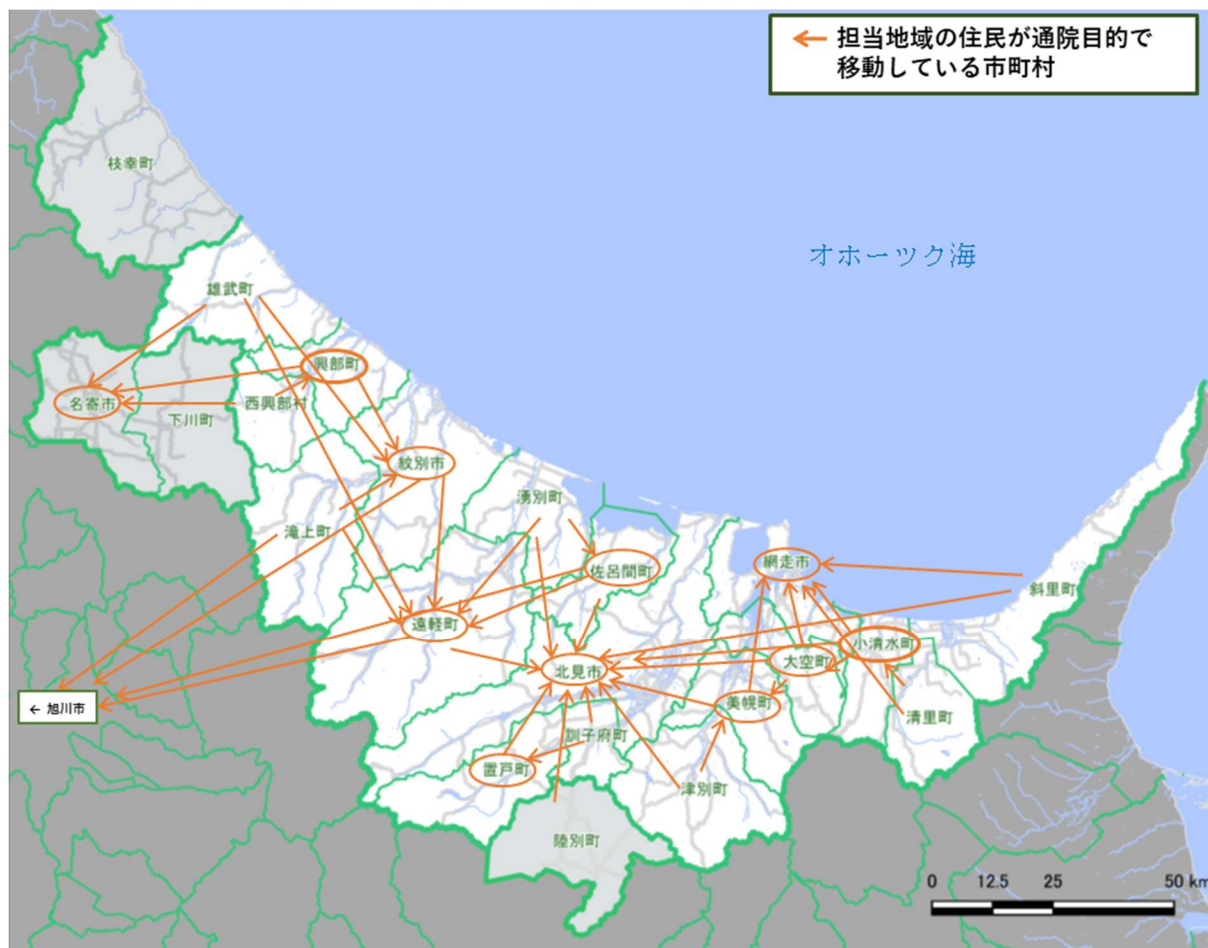 ← 担当地域の住民が通院目的で
移動している市町村
枝幸町
オホーツク海
雄武町
興部町
名寄市
下川町
西興部村
紋別市
湧別町
滝上町
佐呂間町
網走市
斜里町
遠軽町
小清水町
大空町
北見市
← 旭川市
美幌町
清里町
訓子府町
置戸町
津別町
陸別町
0 12.5 25 50 km